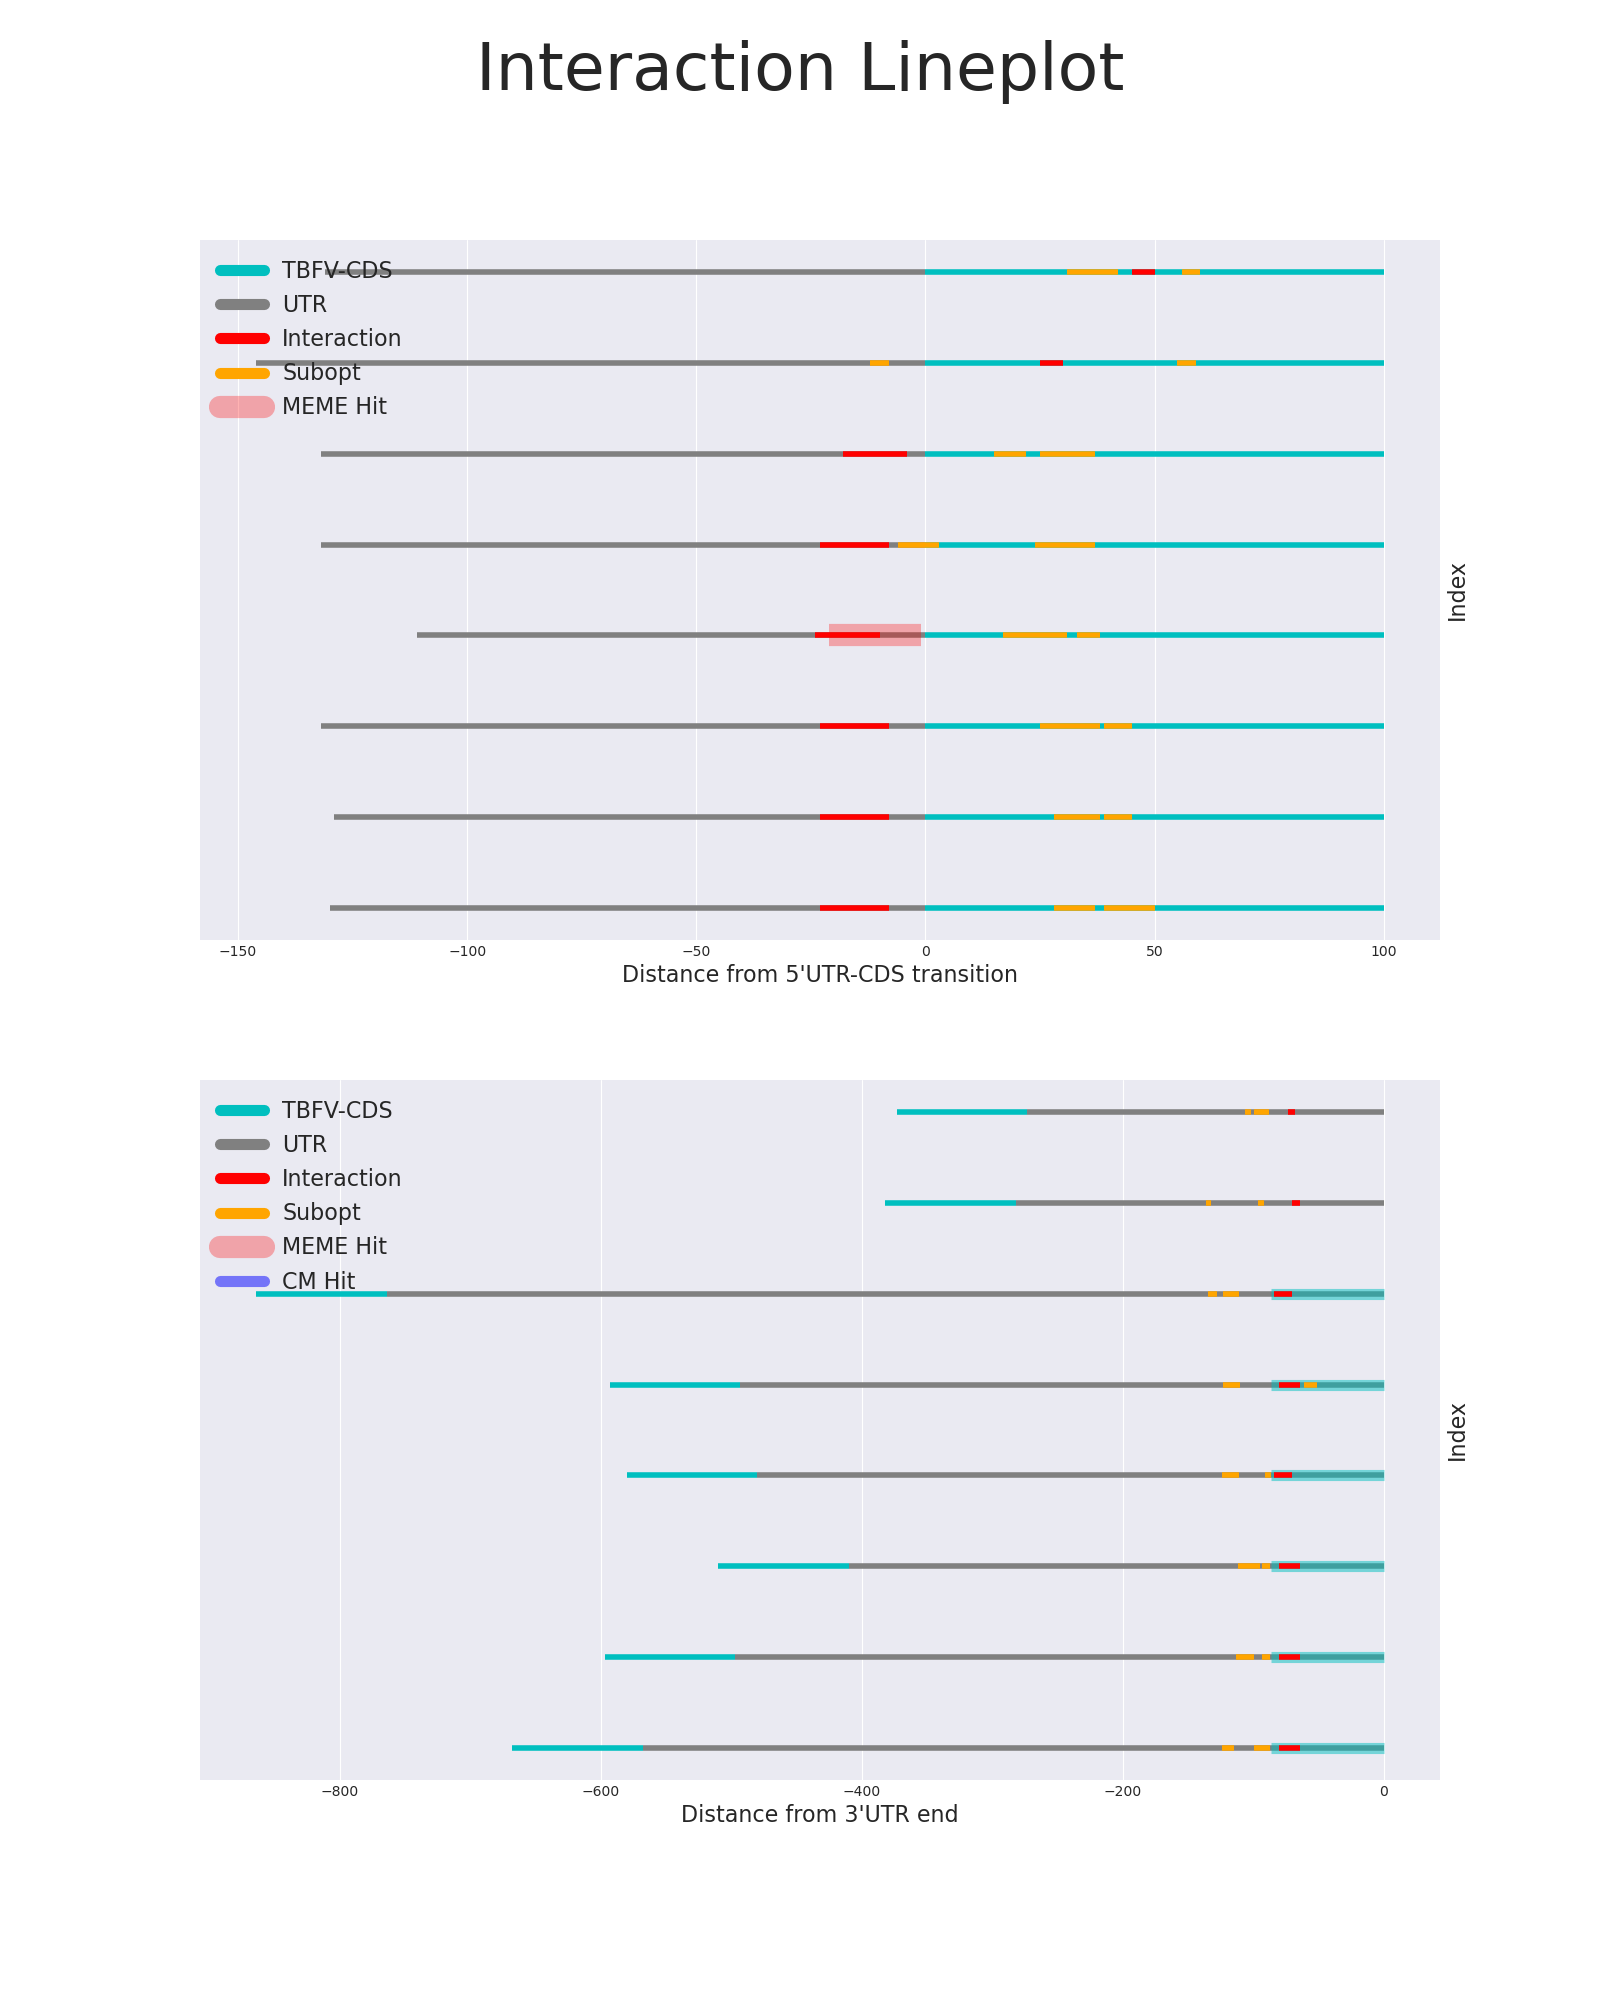 Interaction Lineplot
TBFV-CDS
UTR
Interaction
Subopt
MEME Hit
Index
−150 −100 −50 0 50 100
Distance from 5'UTR-CDS transition
TBFV-CDS
UTR
Interaction
Subopt
MEME Hit
CM Hit
Index
−800 −600 −400 −200 0
Distance from 3'UTR end